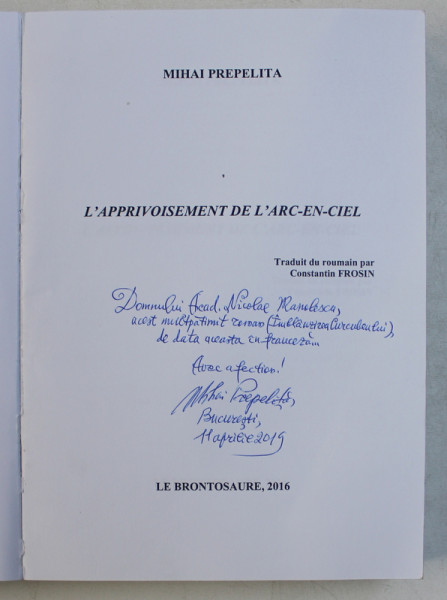 MIHAI PREPELITA
L'APPRIVOISEMENT DE L'ARC-EN-CIEL
Traduit du roumain par
Constantin FROSIN
Domnului Acad. Nicolae Manolescu,
acest multpătimit roman (Îmblânzirea Curcubeului),
de data aceasta în franceză...
Avec affection!
Mihai Prepeliță,
București,
11 aprilie 2019
LE BRONTOSAURE, 2016